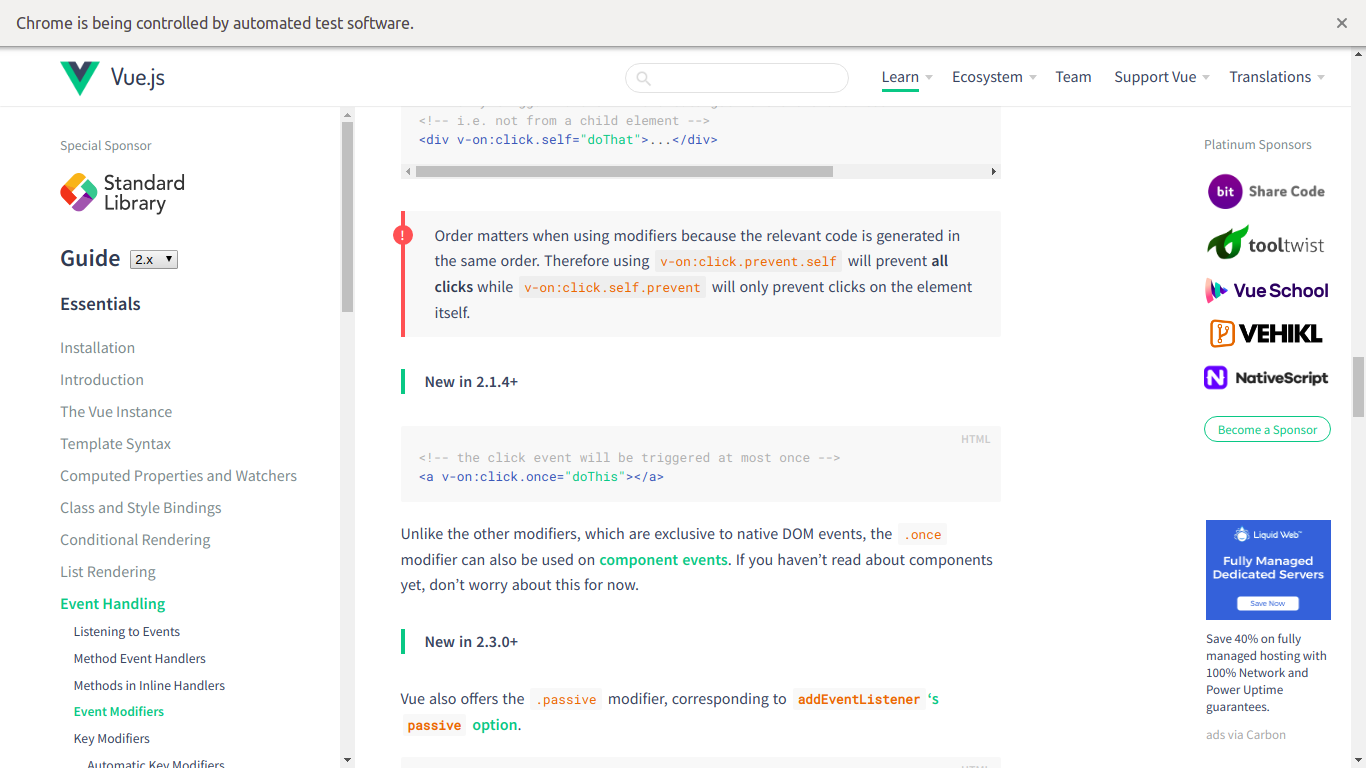 Chrome is being controlled by automated test software.
Vue.js
Learn
Ecosystem
Team
Support Vue
Translations
Special Sponsor
Standard
Library
Guide
2.x
Essentials
Installation
Introduction
The Vue Instance
Template Syntax
Computed Properties and Watchers
Class and Style Bindings
Conditional Rendering
List Rendering
Event Handling
Listening to Events
Method Event Handlers
Methods in Inline Handlers
Event Modifiers
Key Modifiers
Automatic Key Modifiers
<!-- i.e. not from a child element -->
<div v-on:click.self="doThat">...</div>
!
Order matters when using modifiers because the relevant code is generated in
the same order. Therefore using v-on:click.prevent.self will prevent all
clicks while v-on:click.self.prevent will only prevent clicks on the element
itself.
New in 2.1.4+
HTML
<!-- the click event will be triggered at most once -->
<a v-on:click.once="doThis"></a>
Unlike the other modifiers, which are exclusive to native DOM events, the .once
modifier can also be used on component events. If you haven’t read about components
yet, don’t worry about this for now.
New in 2.3.0+
Vue also offers the .passive modifier, corresponding to addEventListener ‘s
passive option.
Platinum Sponsors
bit Share Code
tooltwist
Vue School
VEHIKL
NativeScript
Become a Sponsor
Liquid Web™
Fully Managed
Dedicated Servers
Save Now
Save 40% on fully
managed hosting with
100% Network and
Power Uptime
guarantees.
ads via Carbon